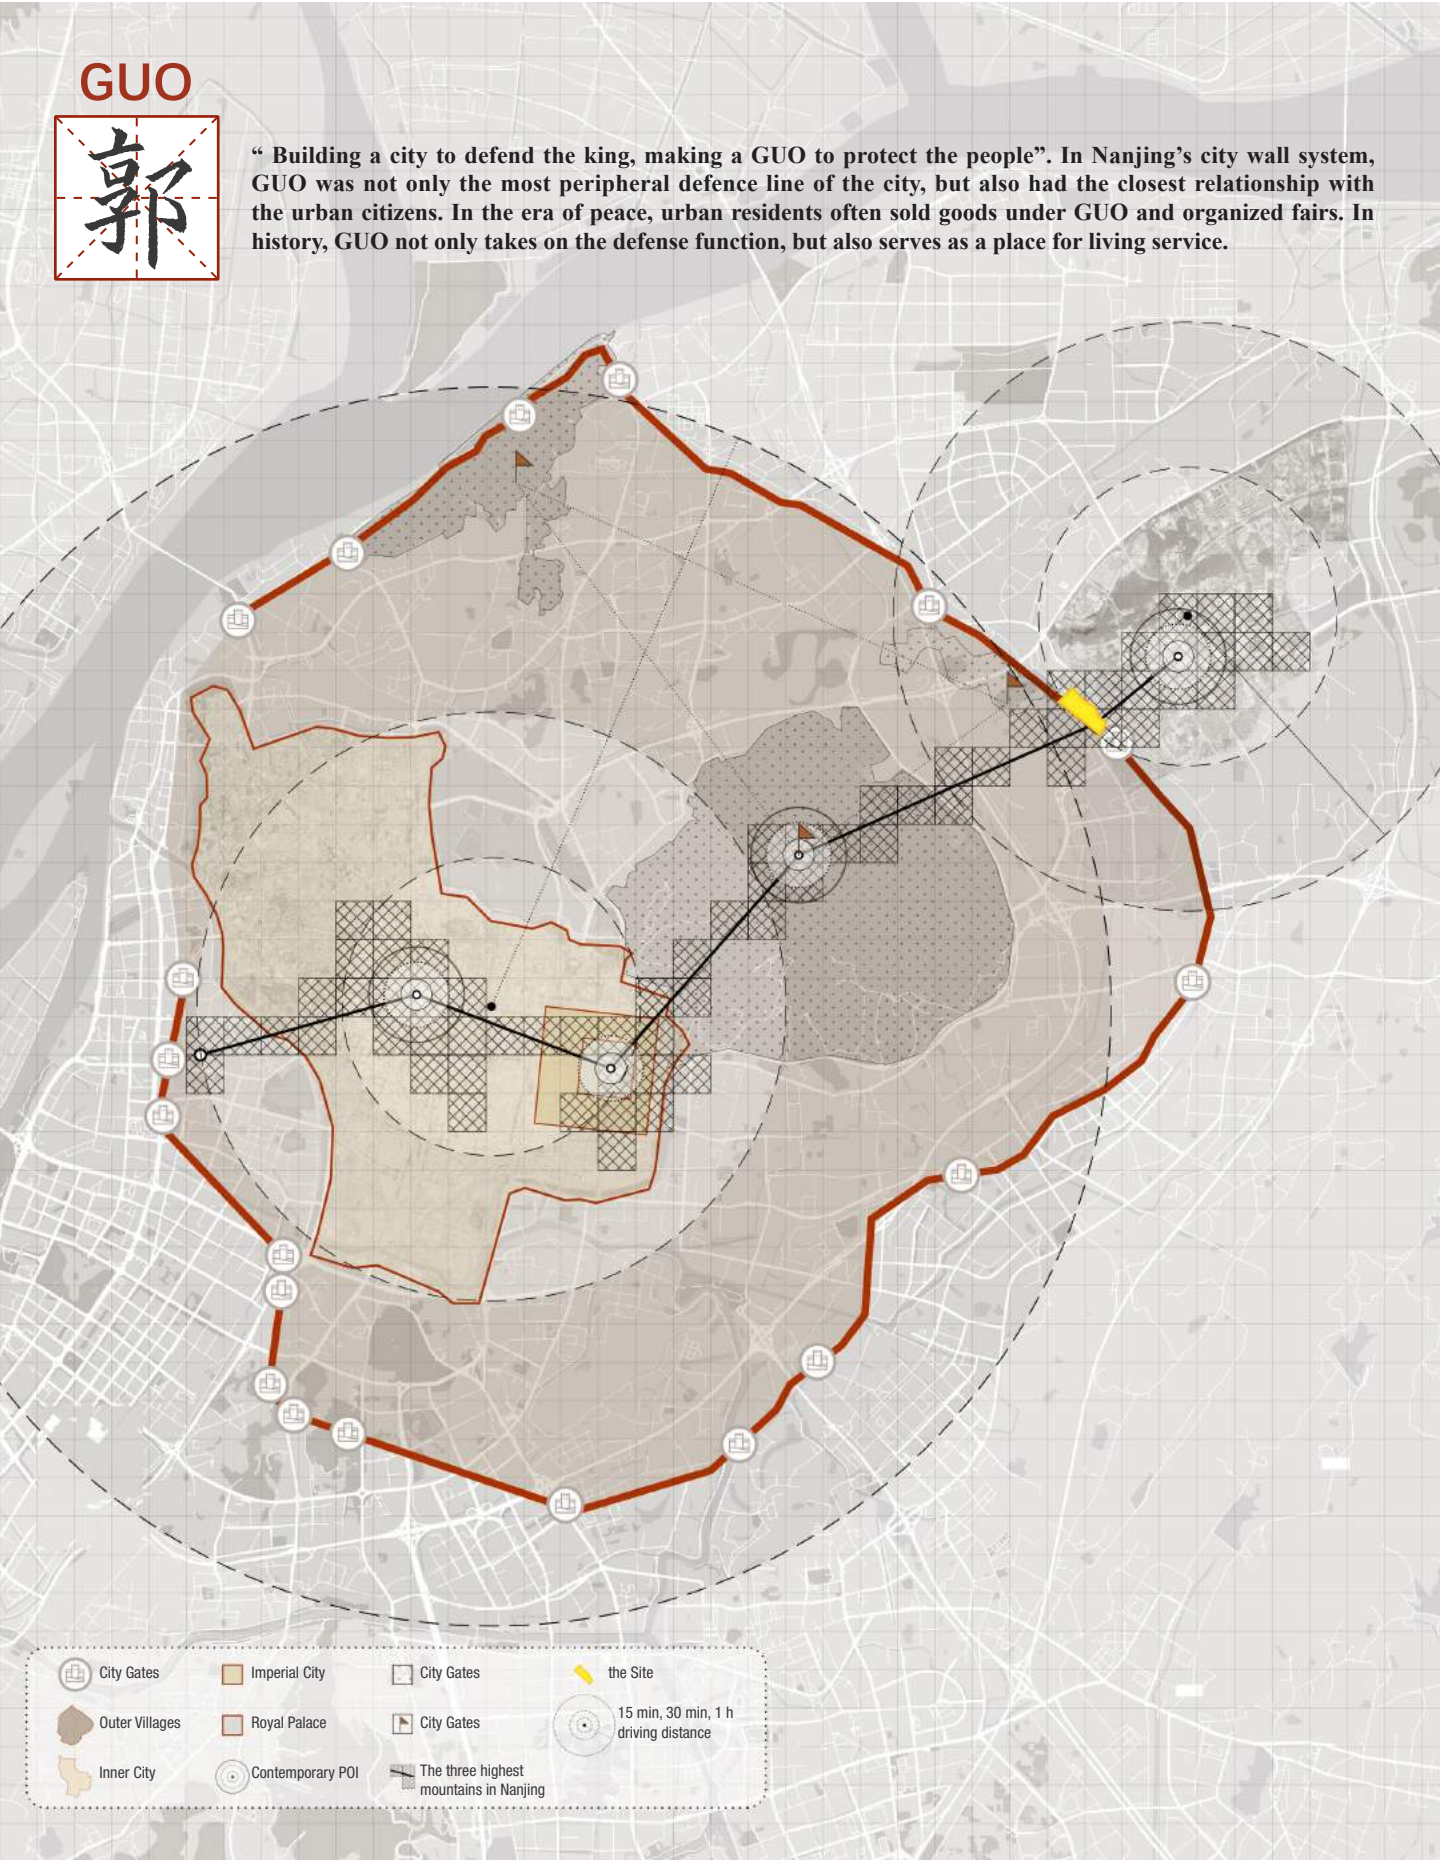 GUO
郭
“ Building a city to defend the king, making a GUO to protect the people”. In Nanjing’s city wall system,
GUO was not only the most peripheral defence line of the city, but also had the closest relationship with
the urban citizens. In the era of peace, urban residents often sold goods under GUO and organized fairs. In
history, GUO not only takes on the defense function, but also serves as a place for living service.
City Gates
Imperial City
City Gates
the Site
Outer Villages
Royal Palace
City Gates
15 min, 30 min, 1 h
driving distance
Inner City
Contemporary POI
The three highest
mountains in Nanjing